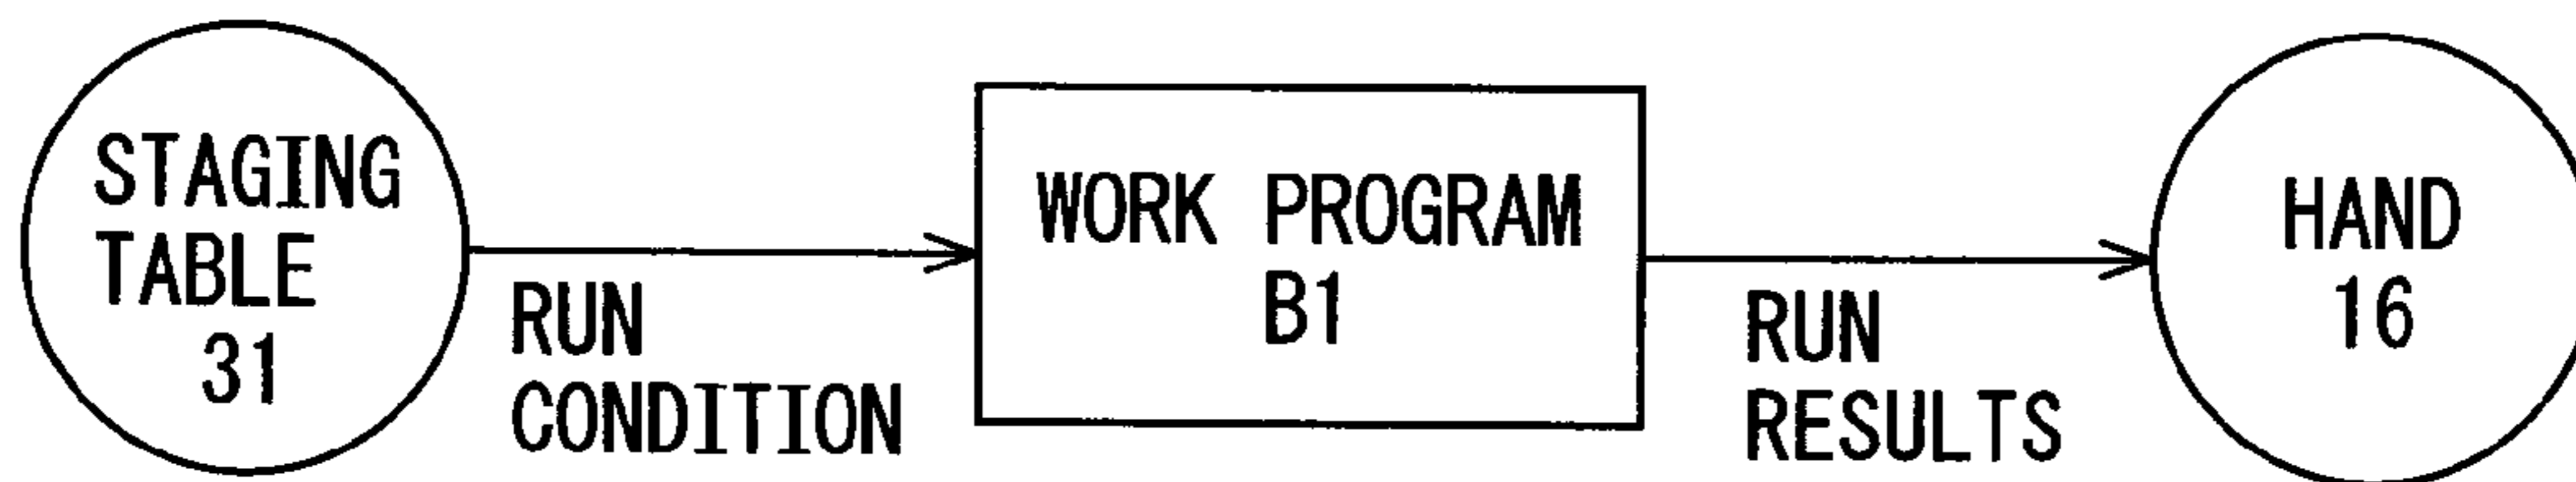 STAGING
TABLE
31
RUN
CONDITION
WORK PROGRAM
B1
RUN
RESULTS
HAND
16